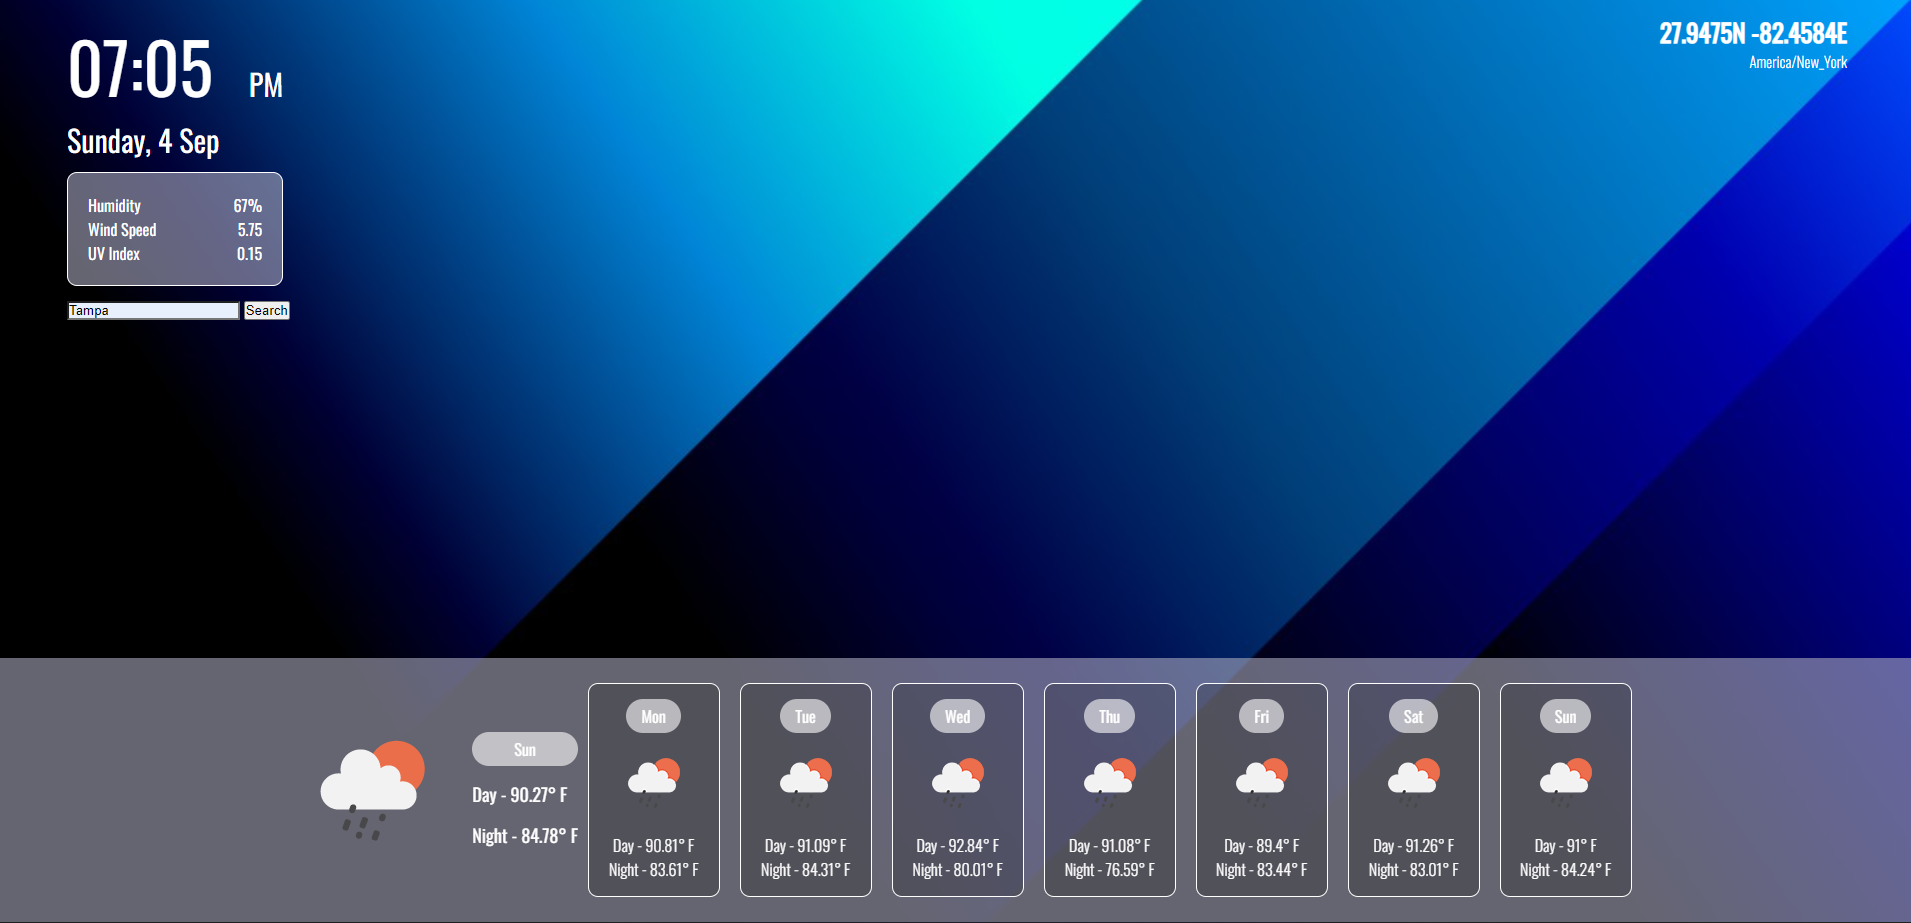 07:05 PM
Sunday, 4 Sep
Humidity 67%
Wind Speed 5.75
UV Index 0.15
Tampa Search
27.9475N -82.4584E
America/New_York
Sun
Day - 90.27° F
Night - 84.78° F
Mon
Day - 90.81° F
Night - 83.61° F
Tue
Day - 91.09° F
Night - 84.31° F
Wed
Day - 92.84° F
Night - 80.01° F
Thu
Day - 91.08° F
Night - 76.59° F
Fri
Day - 89.4° F
Night - 83.44° F
Sat
Day - 91.26° F
Night - 83.01° F
Sun
Day - 91° F
Night - 84.24° F